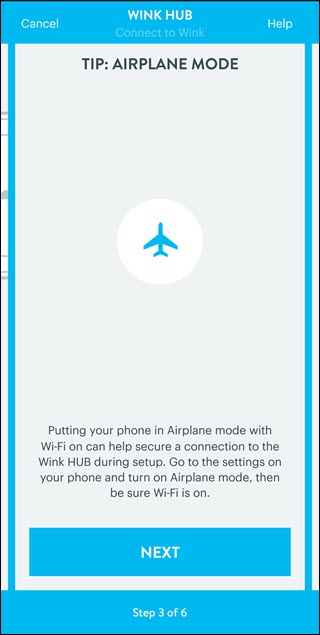 Cancel
WINK HUB
Connect to Wink
Help
TIP: AIRPLANE MODE
Putting your phone in Airplane mode with
Wi-Fi on can help secure a connection to the
Wink HUB during setup. Go to the settings on
your phone and turn on Airplane mode, then
be sure Wi-Fi is on.
NEXT
Step 3 of 6